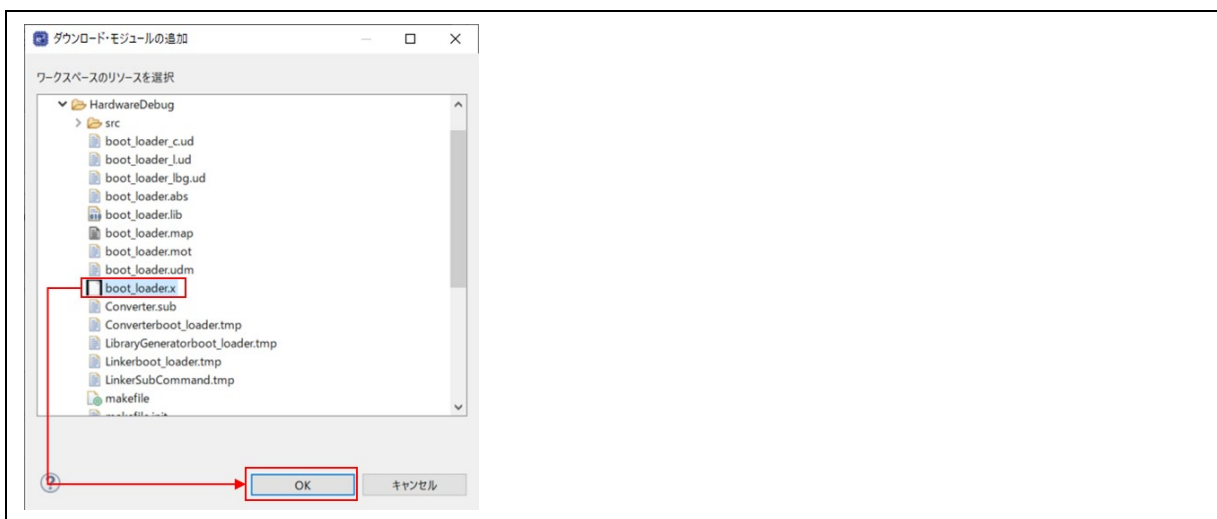 ダウンロード・モジュールの追加
ワークスペースのリソースを選択
HardwareDebug
src
boot_loader_c.ud
boot_loader_l.ud
boot_loader_lbg.ud
boot_loader.abs
boot_loader.lib
boot_loader.map
boot_loader.mot
boot_loader.udm
boot_loader.x
Converter.sub
Converterboot_loader.tmp
LibraryGeneratorboot_loader.tmp
Linkerboot_loader.tmp
LinkerSubCommand.tmp
makefile
makefile.init
OK キャンセル